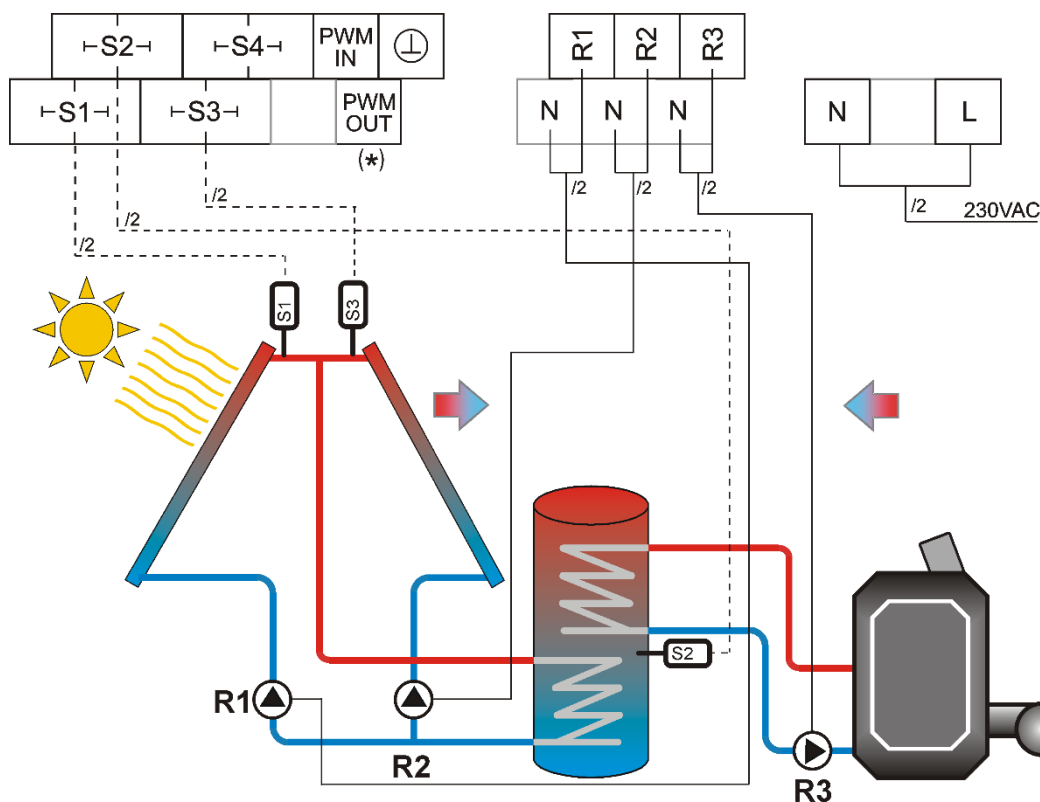 S2 S4 PWM IN
S1 S3 PWM OUT
(*)
R1 R2 R3
N N N
N L
/2 /2 /2 /2 230VAC
/2 /2
/2
S1 S3
S2
R1
R2
R3